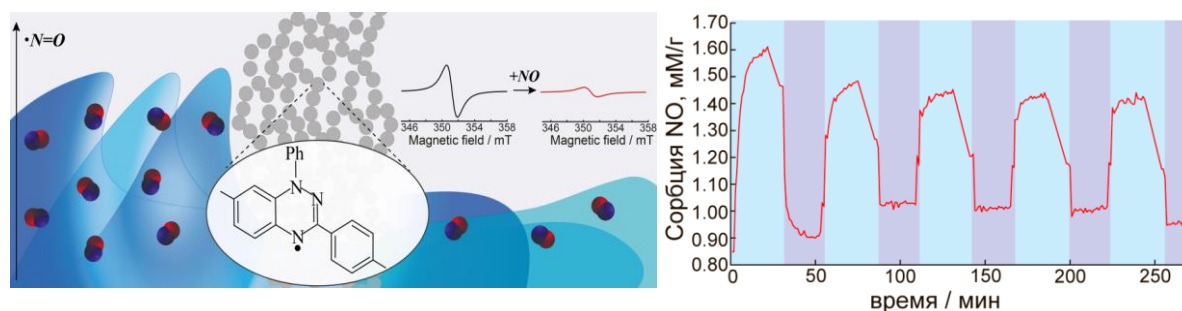 •N=O
+NO
346 350 354 358
Magnetic field / mT
346 350 354 358
Magnetic field / mT
Ph
N
N
N
•
Сорбция NO, мМ/г
1.70
1.60
1.50
1.40
1.30
1.20
1.10
1.00
0.90
0.80
0 50 100 150 200 250
время / мин